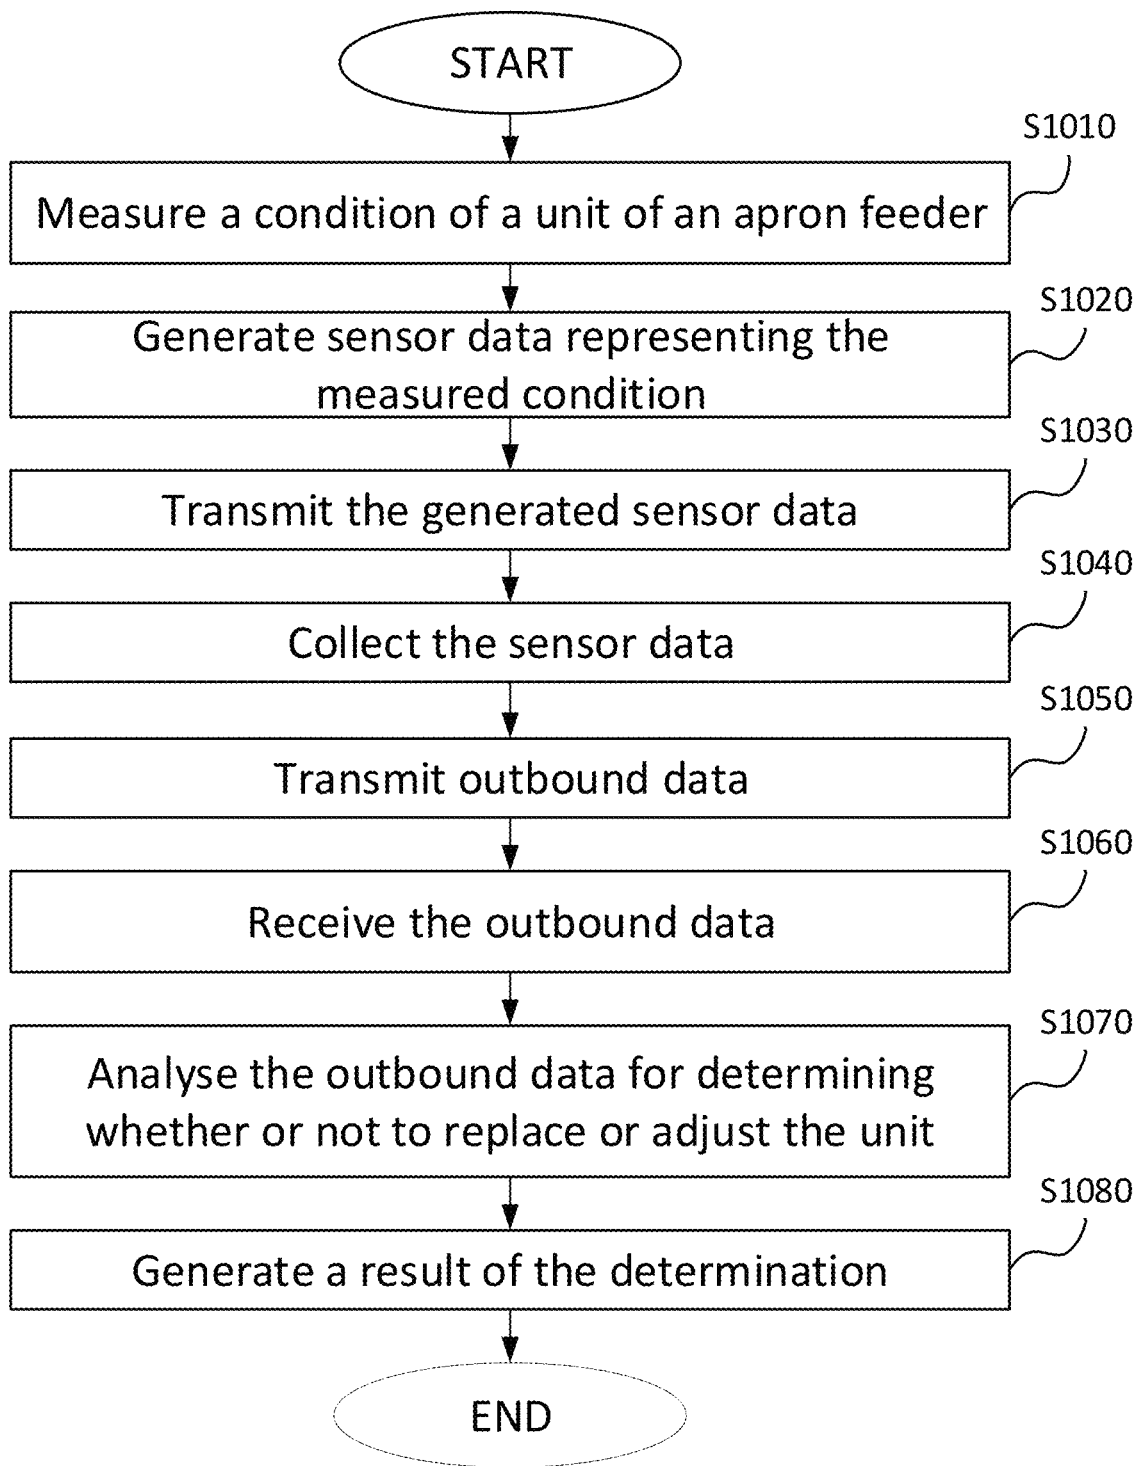 START
S1010
Measure a condition of a unit of an apron feeder
S1020
Generate sensor data representing the
measured condition
S1030
Transmit the generated sensor data
S1040
Collect the sensor data
S1050
Transmit outbound data
S1060
Receive the outbound data
S1070
Analyse the outbound data for determining
whether or not to replace or adjust the unit
S1080
Generate a result of the determination
END